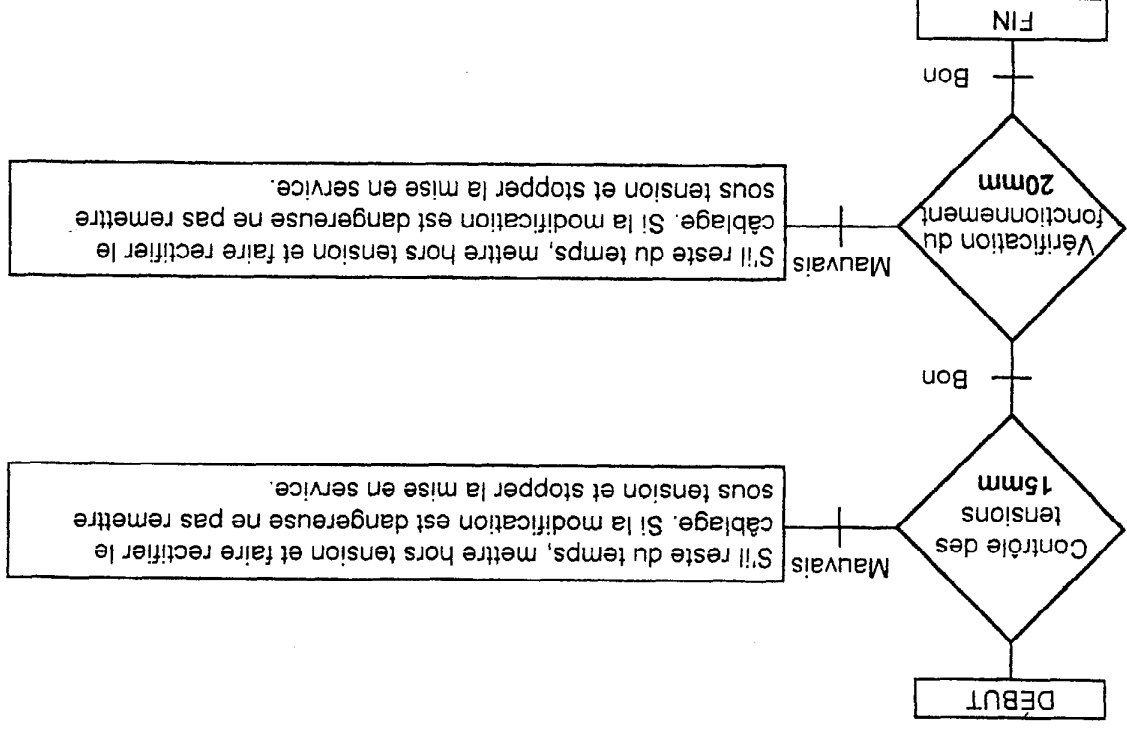 DÉBUT
Contrôle des
tensions
15mm
Mauvais
S'il reste du temps, mettre hors tension et faire rectifier le
câblage. Si la modification est dangereuse ne pas remettre
sous tension et stopper la mise en service.
Bon
Vérification du
fonctionnement
20mm
Mauvais
S'il reste du temps, mettre hors tension et faire rectifier le
câblage. Si la modification est dangereuse ne pas remettre
sous tension et stopper la mise en service.
Bon
FIN